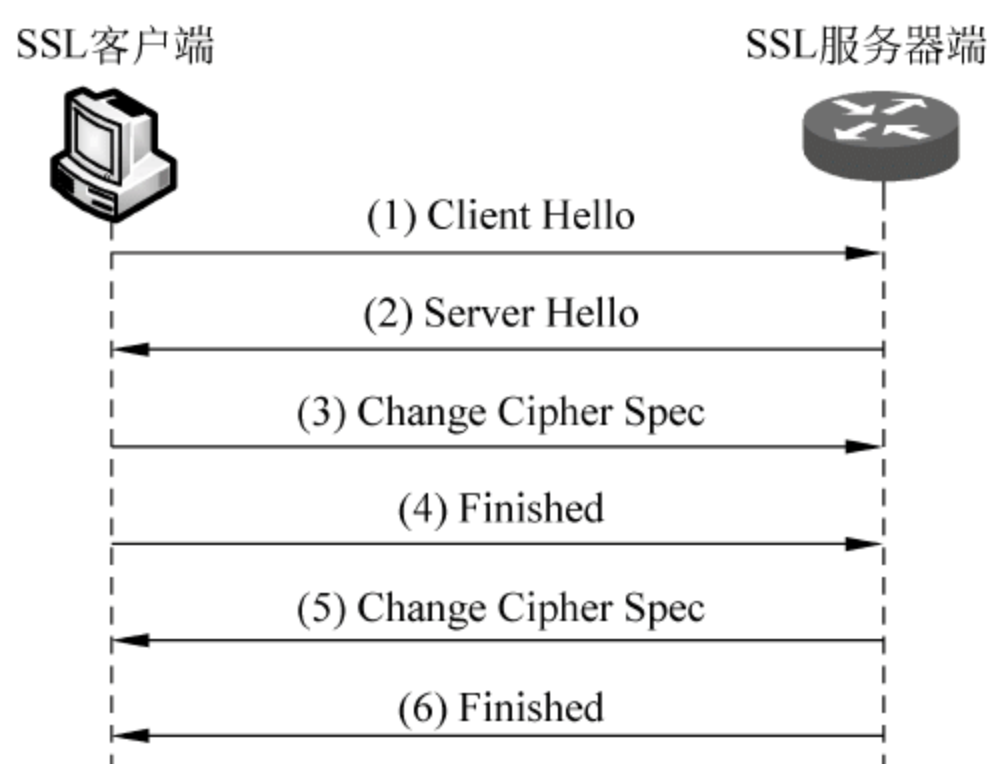 SSL客户端
SSL服务器端
(1) Client Hello
(2) Server Hello
(3) Change Cipher Spec
(4) Finished
(5) Change Cipher Spec
(6) Finished